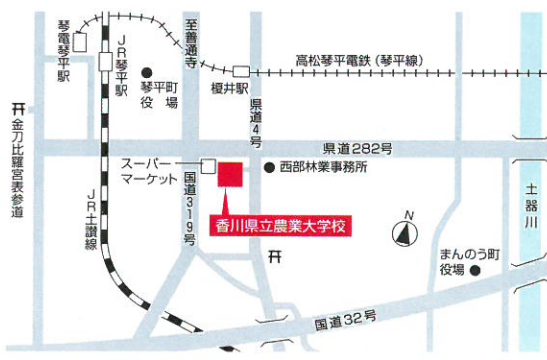 琴電琴平駅
JR琴平駅
琴平町
役場
至善通寺
榎井駅
高松琴平電鉄(琴平線)
県道4号
県道282号
金刀比羅宮表参道
スーパー
マーケット
西部林業事務所
国道319号
香川県立農業大学校
JR土讃線
N
まんのう町
役場
土器川
国道32号